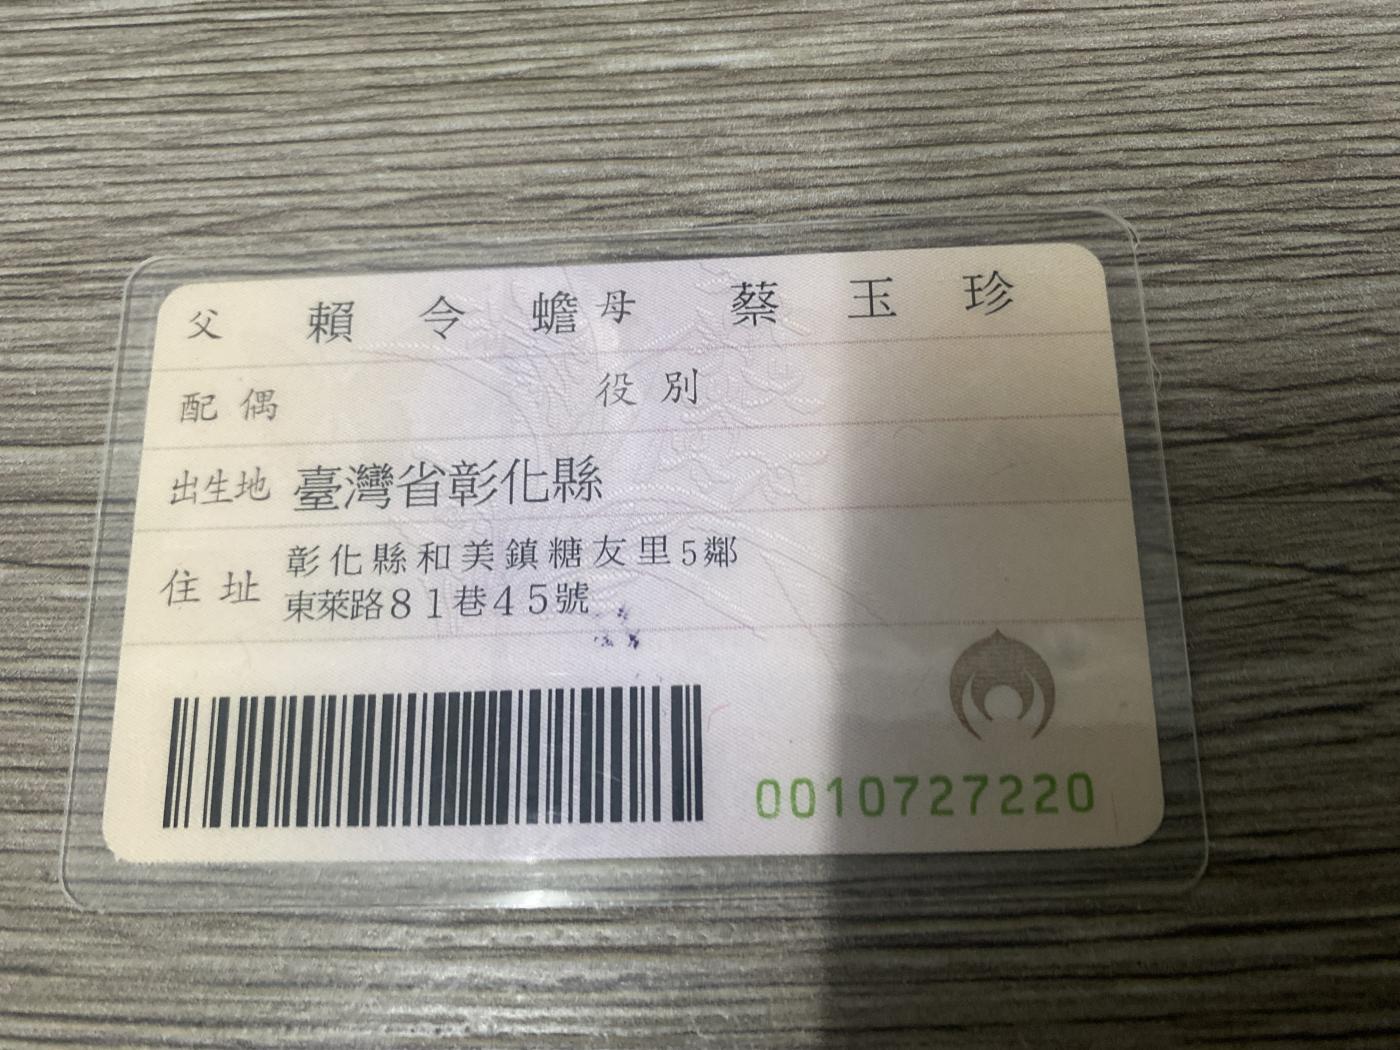 父 賴令蟾 母 蔡玉珍
配偶 役別
出生地 臺灣省彰化縣
住址 彰化縣和美鎮糖友里5鄰
東萊路81巷45號
0010727220